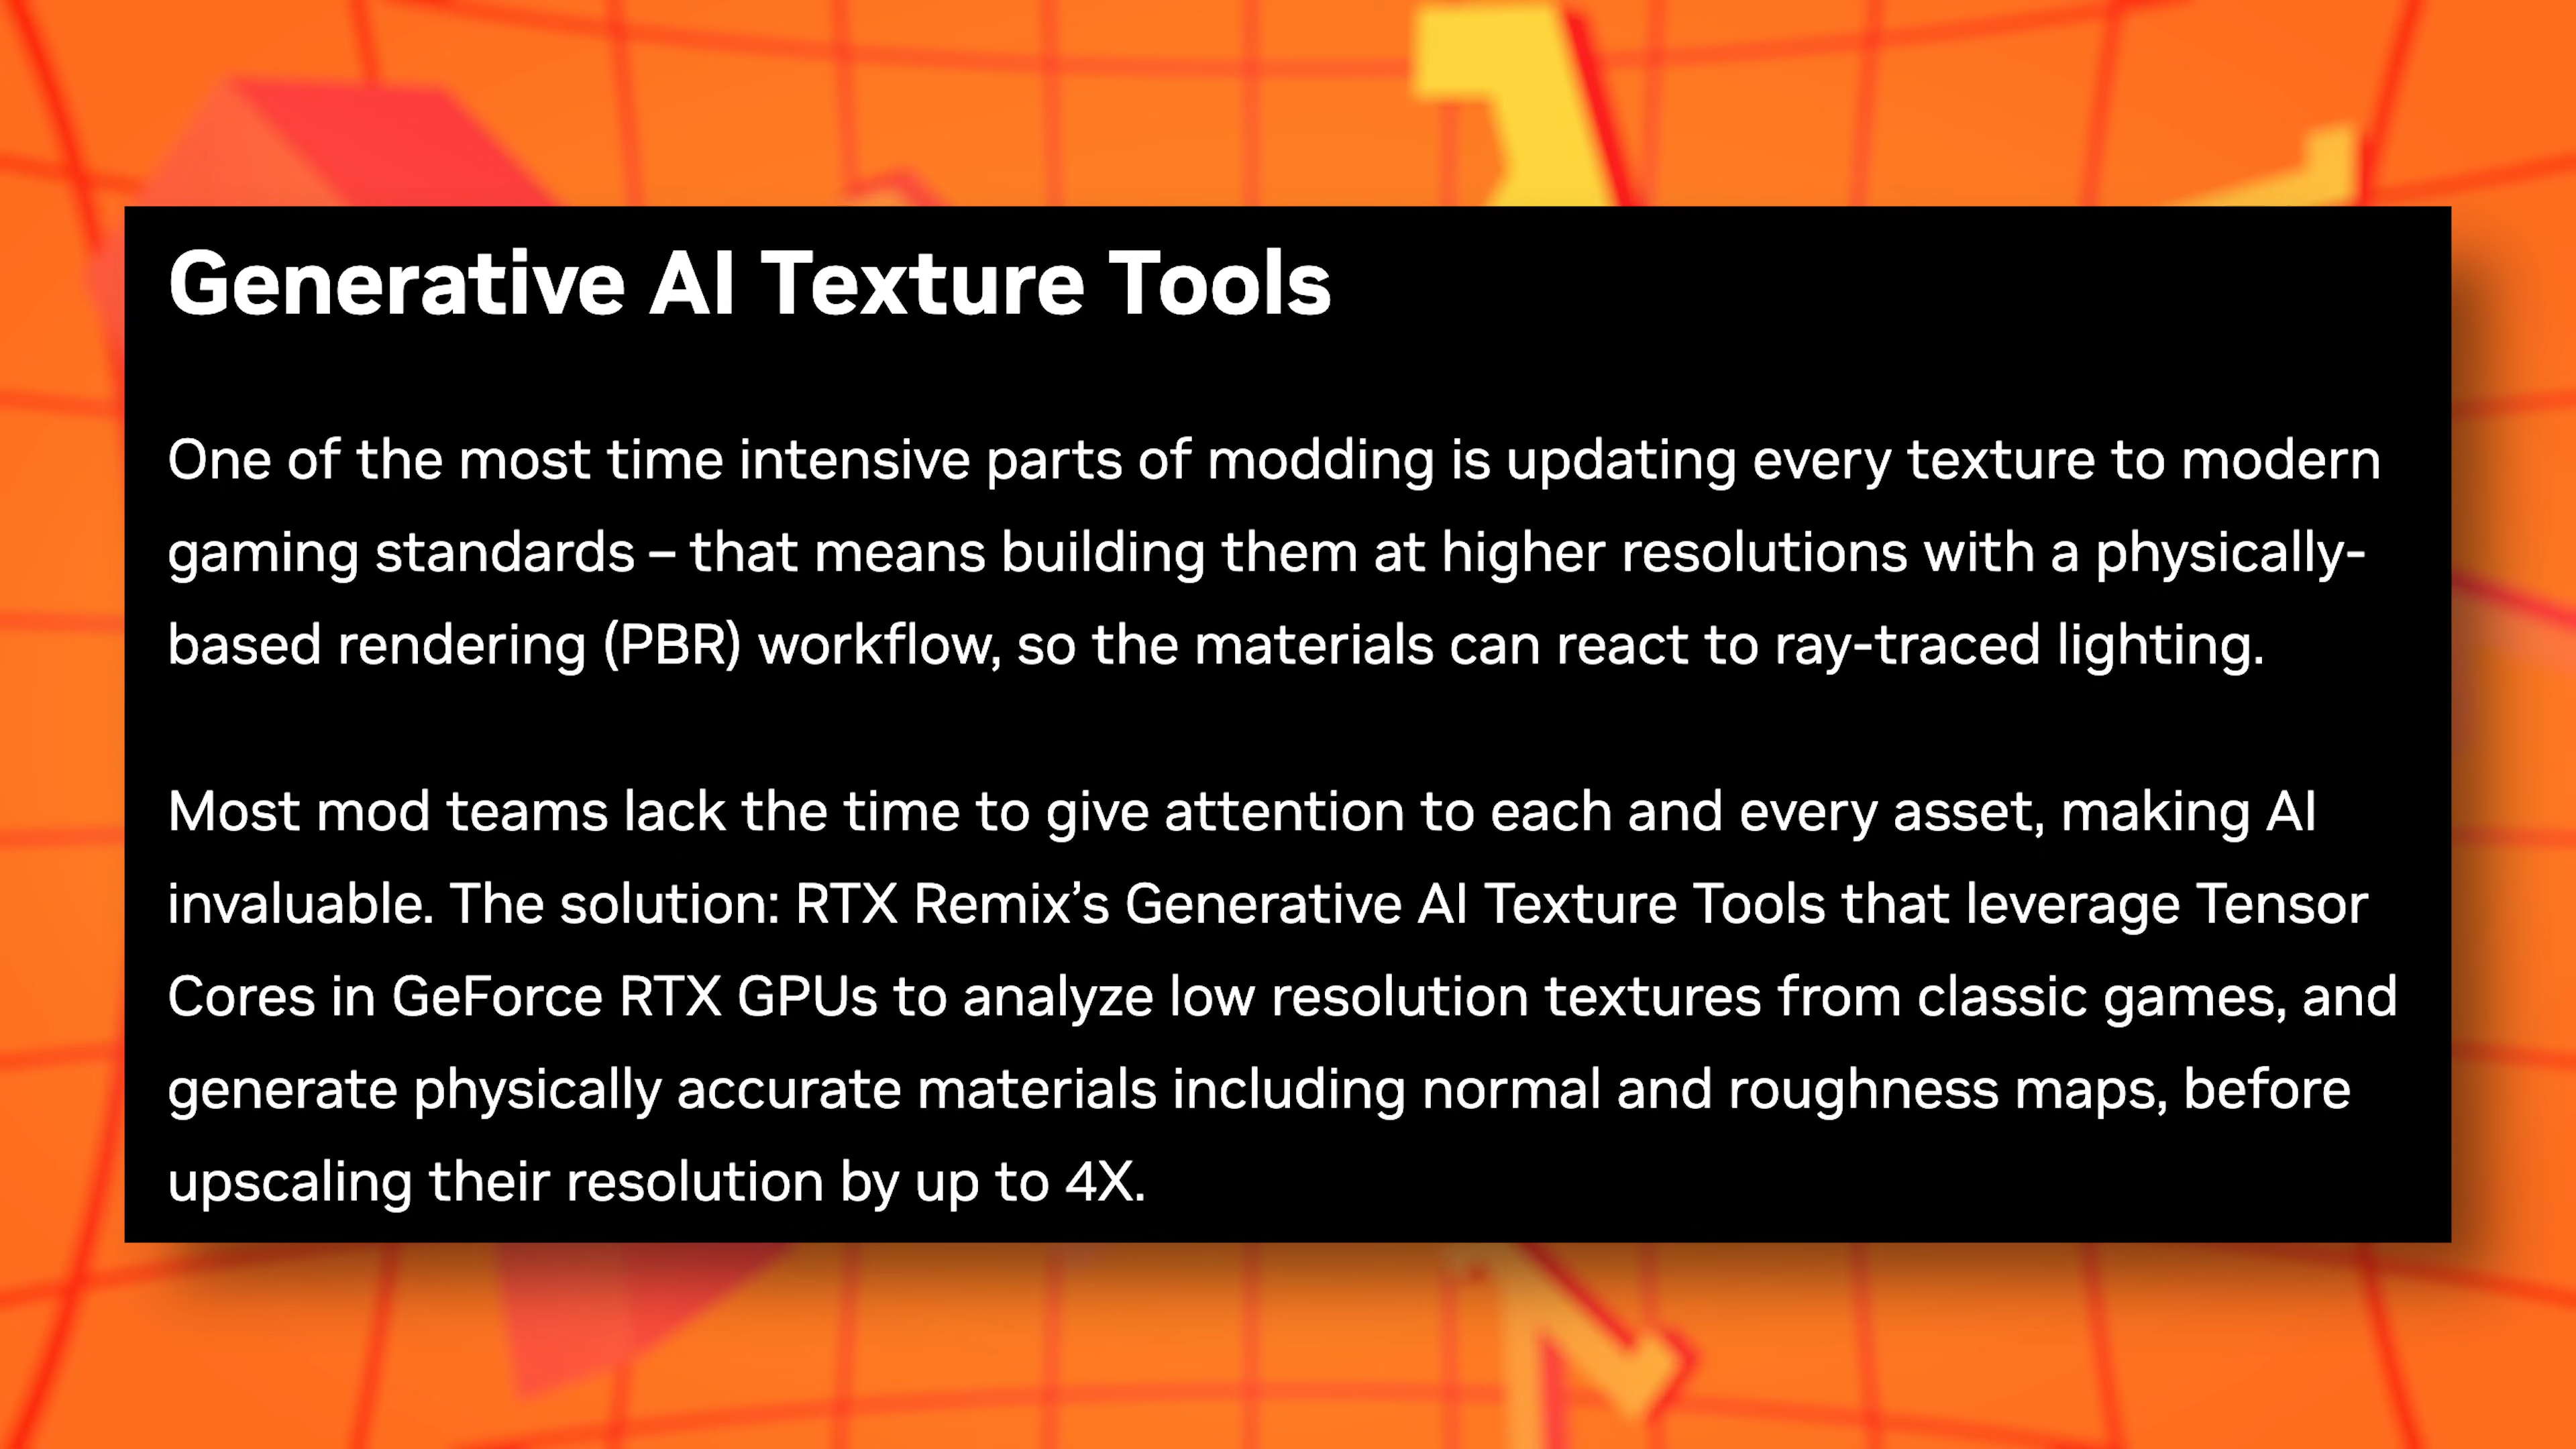 Generative AI Texture Tools
One of the most time intensive parts of modding is updating every texture to modern
gaming standards – that means building them at higher resolutions with a physically-
based rendering (PBR) workflow, so the materials can react to ray-traced lighting.
Most mod teams lack the time to give attention to each and every asset, making AI
invaluable. The solution: RTX Remix’s Generative AI Texture Tools that leverage Tensor
Cores in GeForce RTX GPUs to analyze low resolution textures from classic games, and
generate physically accurate materials including normal and roughness maps, before
upscaling their resolution by up to 4X.